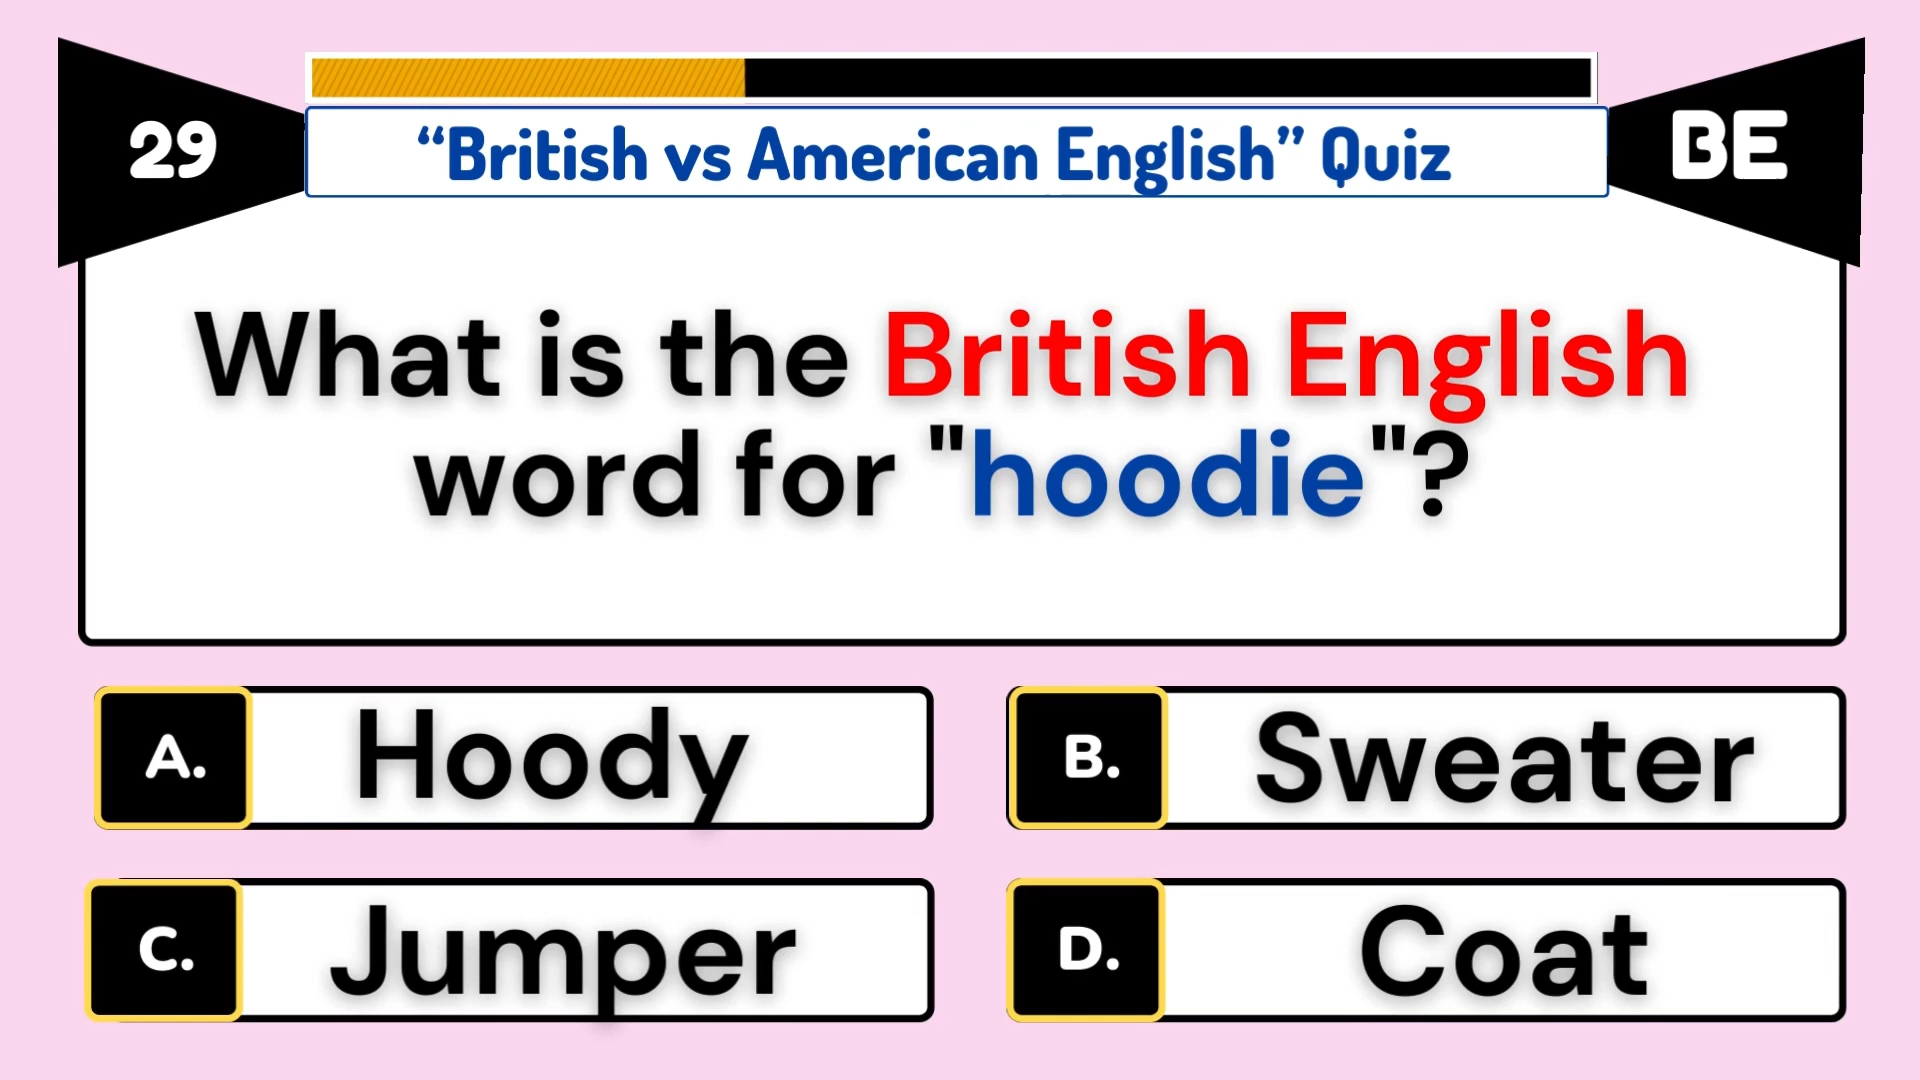 29
“British vs American English” Quiz
BE
What is the British English
word for "hoodie"?
A. Hoody
B. Sweater
C. Jumper
D. Coat